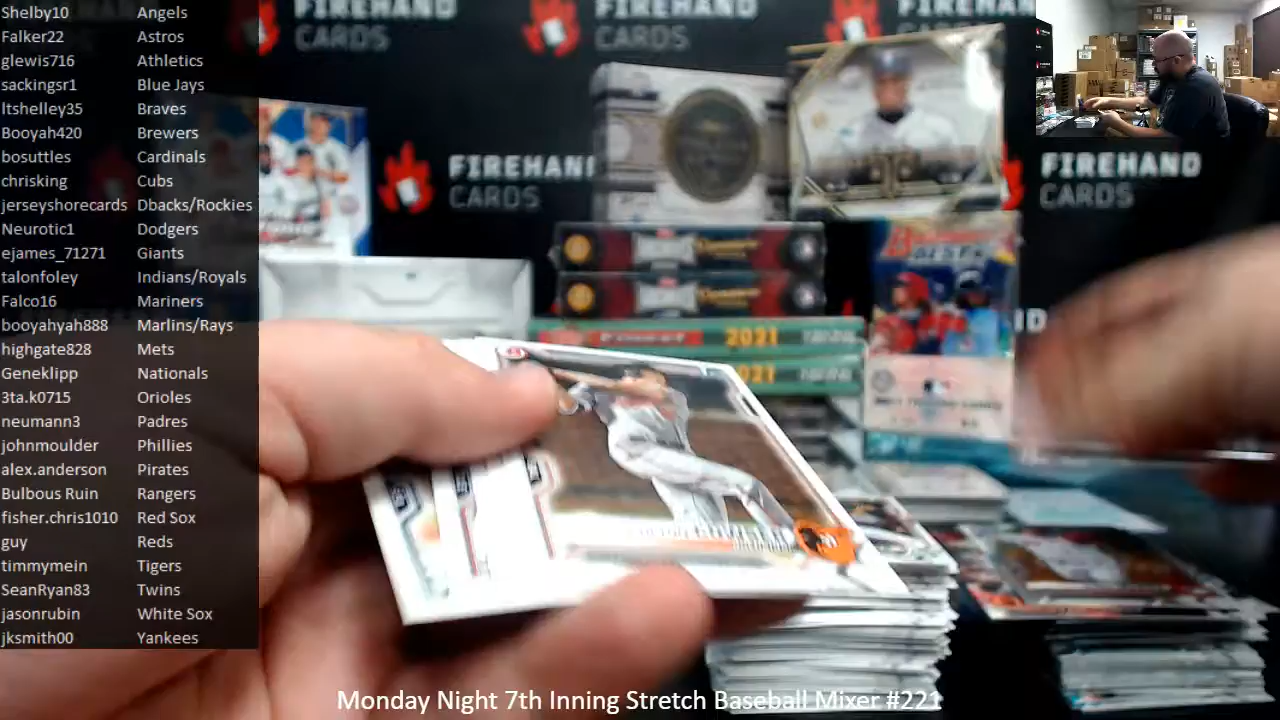 Shelby10 Angels
Falker22 Astros
glewis716 Athletics
sackingsr1 Blue Jays
ltshelley35 Braves
Booyah420 Brewers
bosuttles Cardinals
chrisking Cubs
jerseyshorecards Dbacks/Rockies
Neurotic1 Dodgers
ejames_71271 Giants
talonfoley Indians/Royals
Falco16 Mariners
booyahyah888 Marlins/Rays
highgate828 Mets
Geneklipp Nationals
3ta.k0715 Orioles
neumann3 Padres
johnmoulder Phillies
alex.anderson Pirates
Bulbous Ruin Rangers
fisher.chris1010 Red Sox
guy Reds
timmymein Tigers
SeanRyan83 Twins
jasonrubin White Sox
jksmith00 Yankees
FIREHAND
CARDS
FIREHAND
CARDS
FIREHAN
CARDS
FIREHAND
CARDS
FIREHAND
CARDS
Bowman's
BEST
2021
2021
Monday Night 7th Inning Stretch Baseball Mixer #221